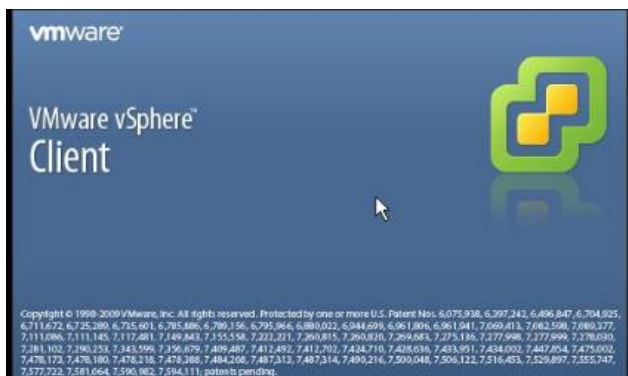 vmware
VMware vSphere™
Client
Copyright © 1998-2009 VMware, Inc. All rights reserved. Protected by one or more U.S. Patent Nos. 6,075,938, 6,397,242, 6,496,847, 6,704,925,
6,711,672, 6,725,289, 6,735,601, 6,785,886, 6,789,156, 6,795,966, 6,880,022, 6,944,699, 6,961,806, 6,961,941, 7,069,413, 7,082,598, 7,089,377,
7,111,086, 7,111,145, 7,117,481, 7,149,843, 7,155,558, 7,222,221, 7,260,815, 7,260,820, 7,269,683, 7,275,136, 7,277,998, 7,277,999, 7,278,030,
7,281,102, 7,290,253, 7,343,599, 7,356,679, 7,409,487, 7,412,492, 7,412,702, 7,424,710, 7,428,636, 7,433,951, 7,434,002, 7,447,854, 7,475,002,
7,478,173, 7,478,180, 7,478,218, 7,478,388, 7,484,208, 7,487,313, 7,487,314, 7,490,216, 7,500,048, 7,506,122, 7,516,453, 7,529,897, 7,555,747,
7,577,722, 7,581,064, 7,590,982, 7,594,111; patents pending.